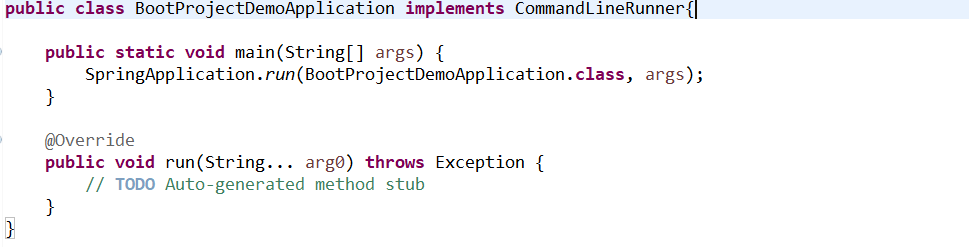 public class BootProjectDemoApplication implements CommandLineRunner{
public static void main(String[] args) {
SpringApplication.run(BootProjectDemoApplication.class, args);
}
@Override
public void run(String... arg0) throws Exception {
// TODO Auto-generated method stub
}
}